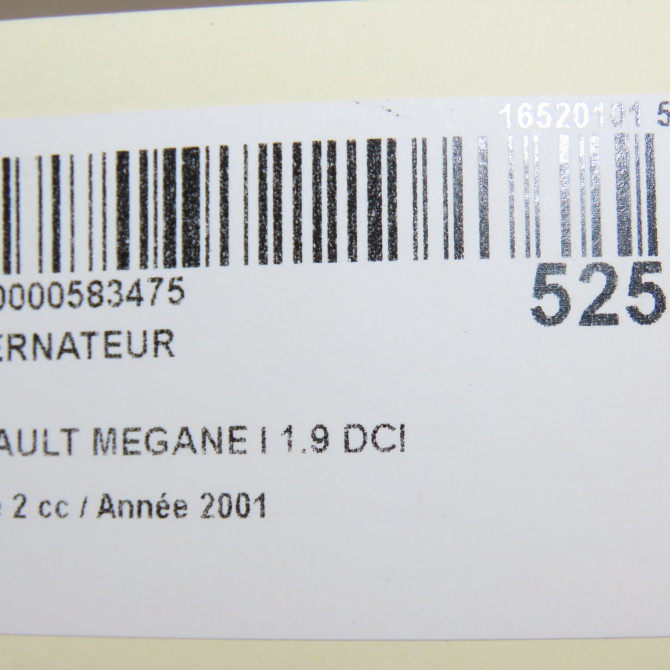 16520101 5
0000583475
525
ERNATEUR
AULT MEGANE I 1.9 DCI
2 cc / Année 2001